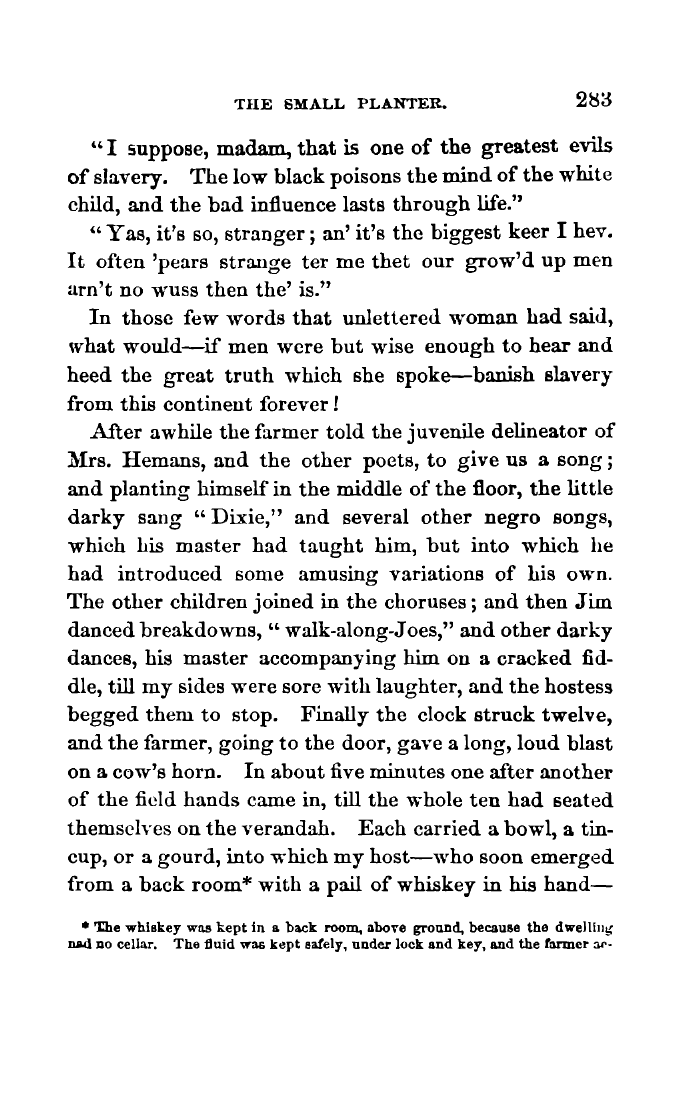 THE SMALL PLANTER. 283
“I suppose, madam, that is one of the greatest evils
of slavery. The low black poisons the mind of the white
child, and the bad influence lasts through life.”
“Yas, it's so, stranger; an' it's the biggest keer I hev.
It often 'pears strange ter me thet our grow'd up men
arn't no wuss then the' is.”
In those few words that unlettered woman had said,
what would—if men were but wise enough to hear and
heed the great truth which she spoke—banish slavery
from this continent forever!
After awhile the farmer told the juvenile delineator of
Mrs. Hemans, and the other poets, to give us a song;
and planting himself in the middle of the floor, the little
darky sang “Dixie,” and several other negro songs,
which his master had taught him, but into which he
had introduced some amusing variations of his own.
The other children joined in the choruses; and then Jim
danced breakdowns, “walk-along-Joes,” and other darky
dances, his master accompanying him on a cracked fid-
dle, till my sides were sore with laughter, and the hostess
begged them to stop. Finally the clock struck twelve,
and the farmer, going to the door, gave a long, loud blast
on a cow's horn. In about five minutes one after another
of the field hands came in, till the whole ten had seated
themselves on the verandah. Each carried a bowl, a tin-
cup, or a gourd, into which my host—who soon emerged
from a back room* with a pail of whiskey in his hand—
* The whiskey was kept in a back room, above ground, because the dwelling
had no cellar. The fluid was kept safely, under lock and key, and the farmer ac-